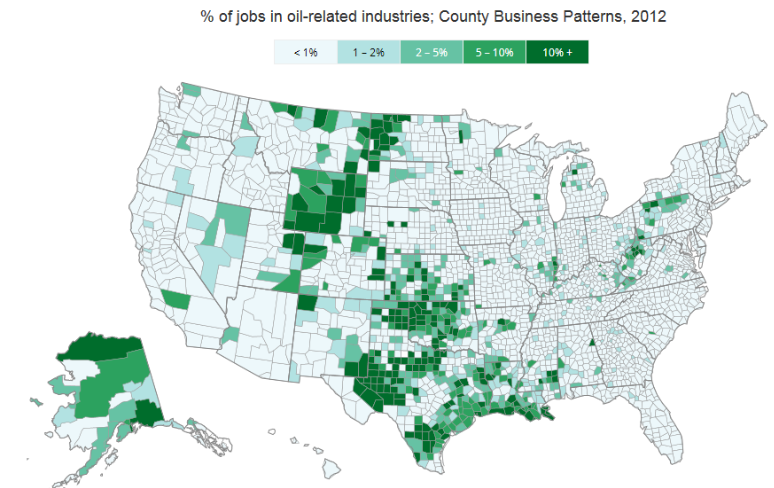 % of jobs in oil-related industries; County Business Patterns, 2012
< 1% 1 – 2% 2 – 5% 5 – 10% 10% +